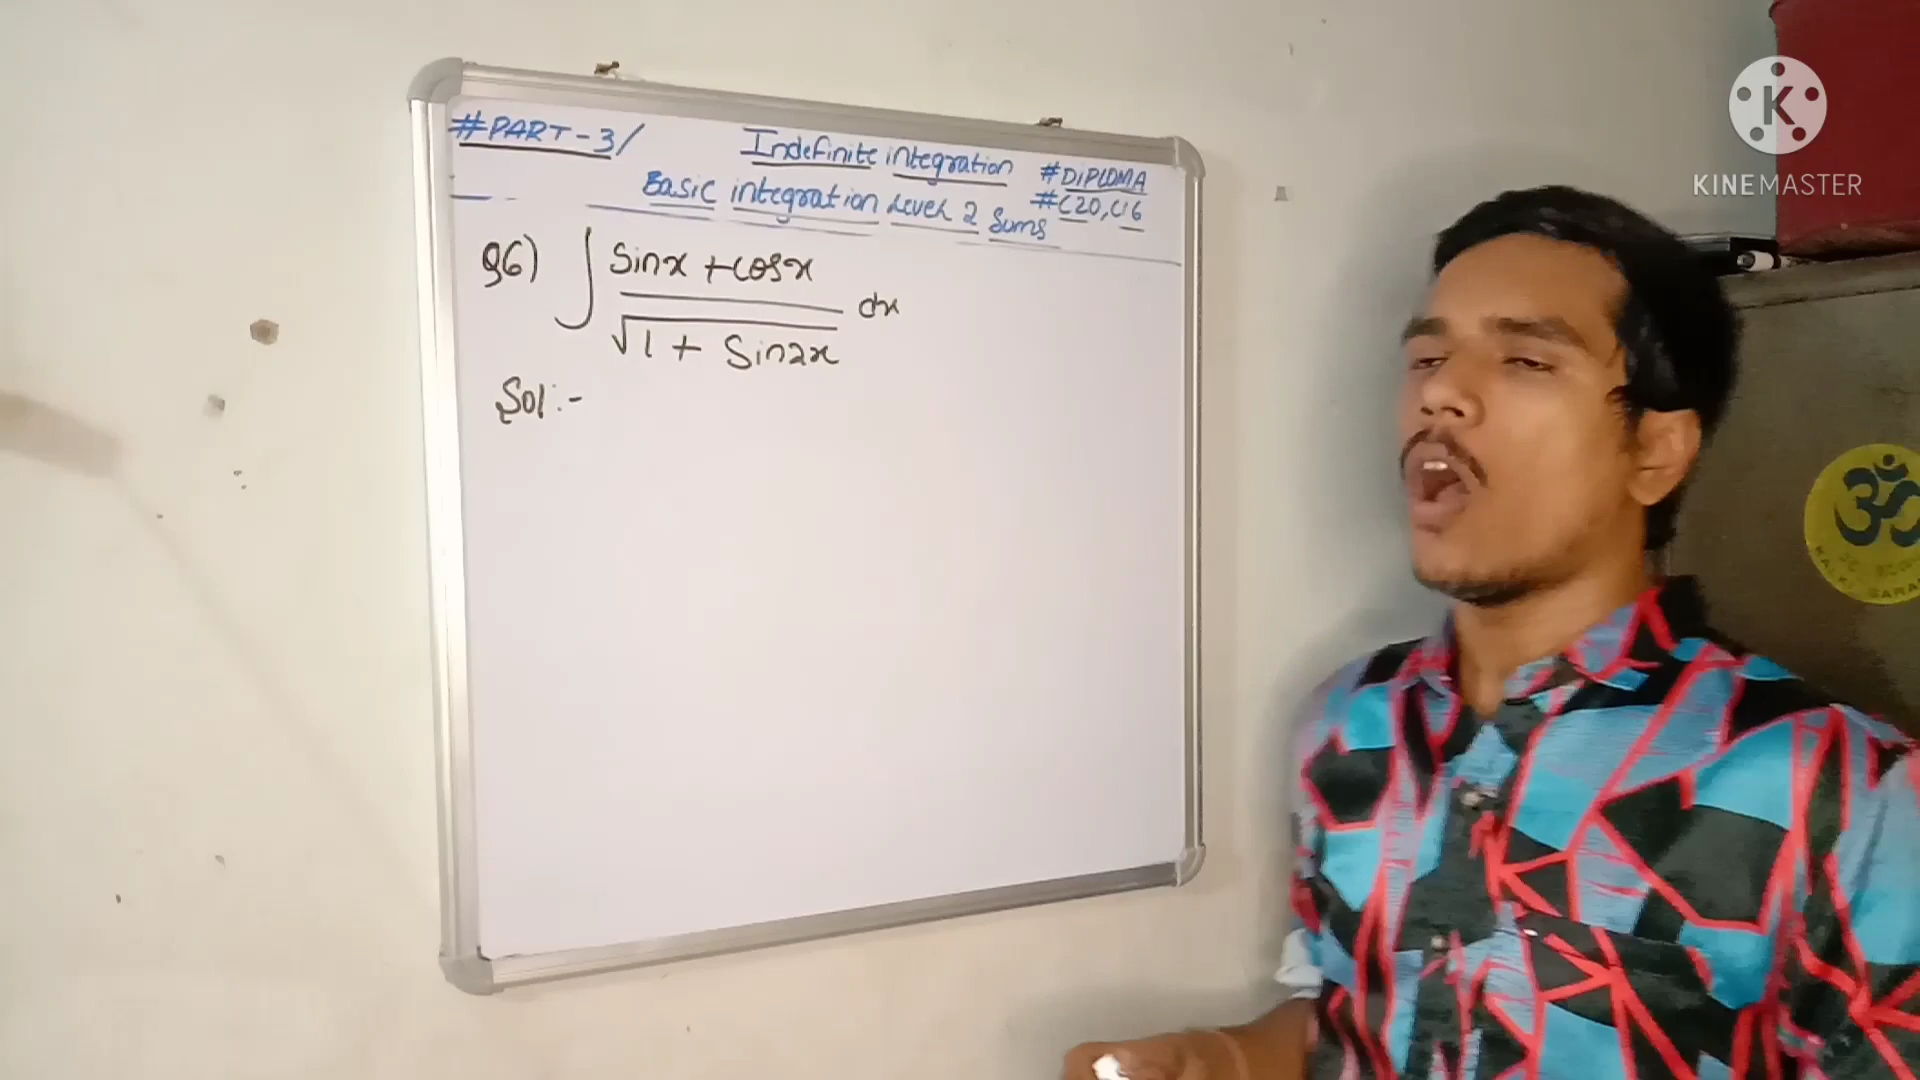 #PART-3/
Indefinite integration #DiPLOMA
Basic integration Level 2 Sums #C20, C16
Q6) ∫ Sinx + cosx / √1 + Sin2x dx
Sol:-
K
KINEMASTER
ॐ